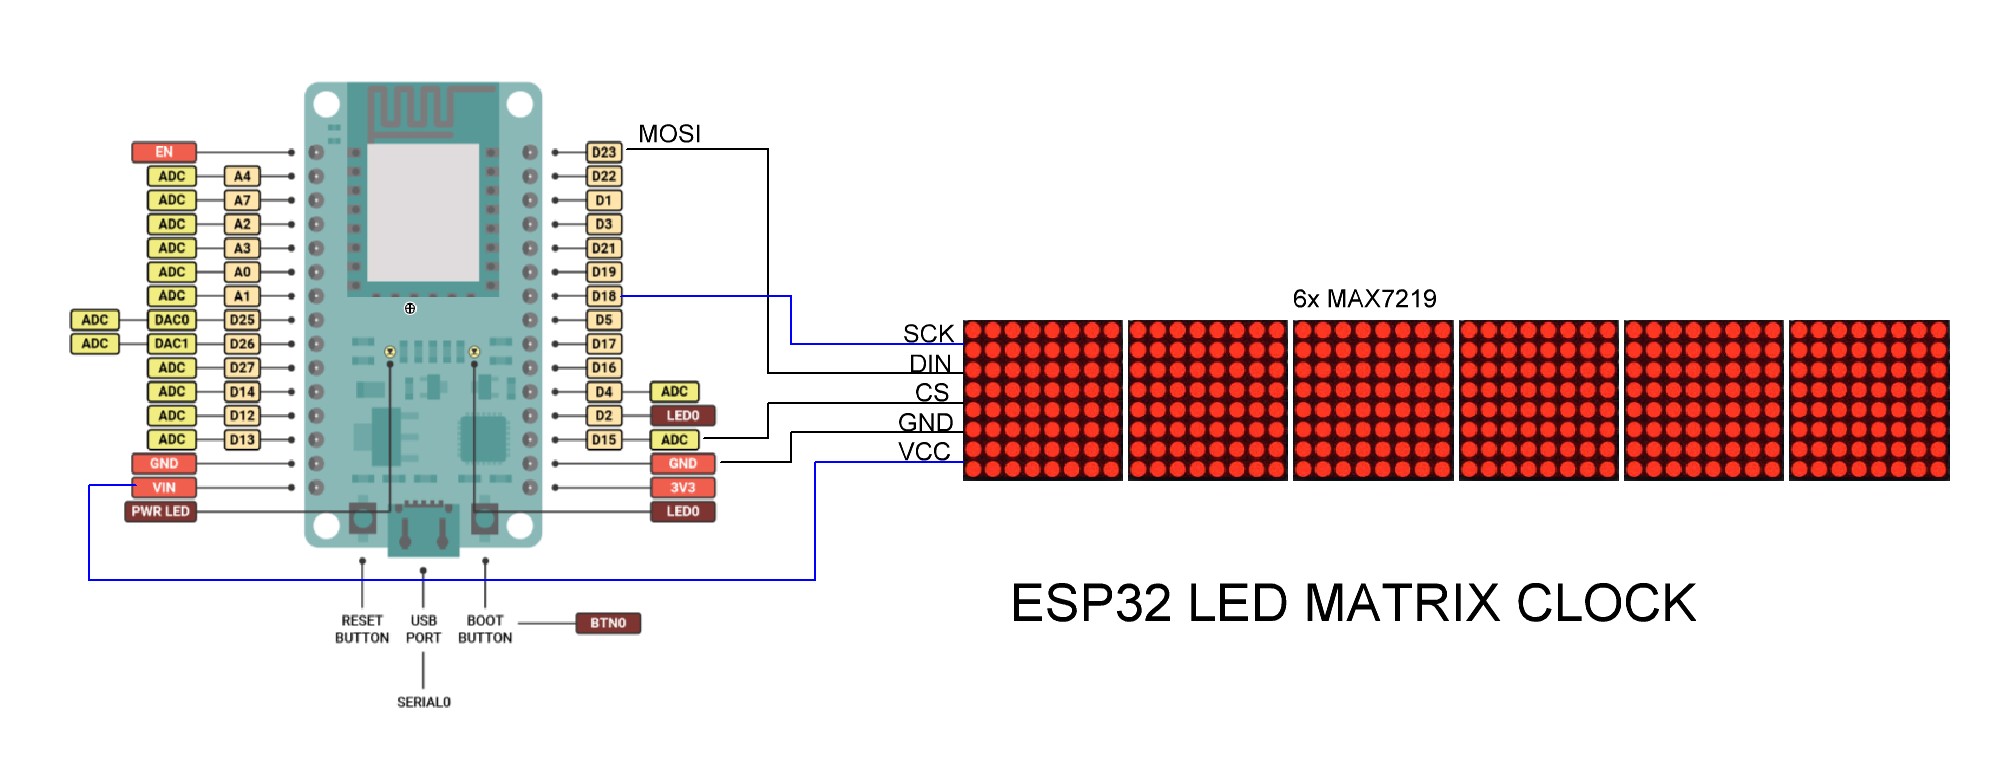 MOSI
EN D23
ADC A4 D22
ADC A7 D1
ADC A2 D3
ADC A3 D21
ADC A0 D19
ADC A1 D18
ADC DAC0 D25 D5
ADC DAC1 D26 D17
ADC D27 D16
ADC D14 D4 ADC
ADC D12 D2 LED0
ADC D13 D15 ADC
GND GND
VIN 3V3
PWR LED LED0
RESET
BUTTON
USB
PORT
BOOT
BUTTON
BTN0
SERIAL0
6x MAX7219
SCK
DIN
CS
GND
VCC
ESP32 LED MATRIX CLOCK